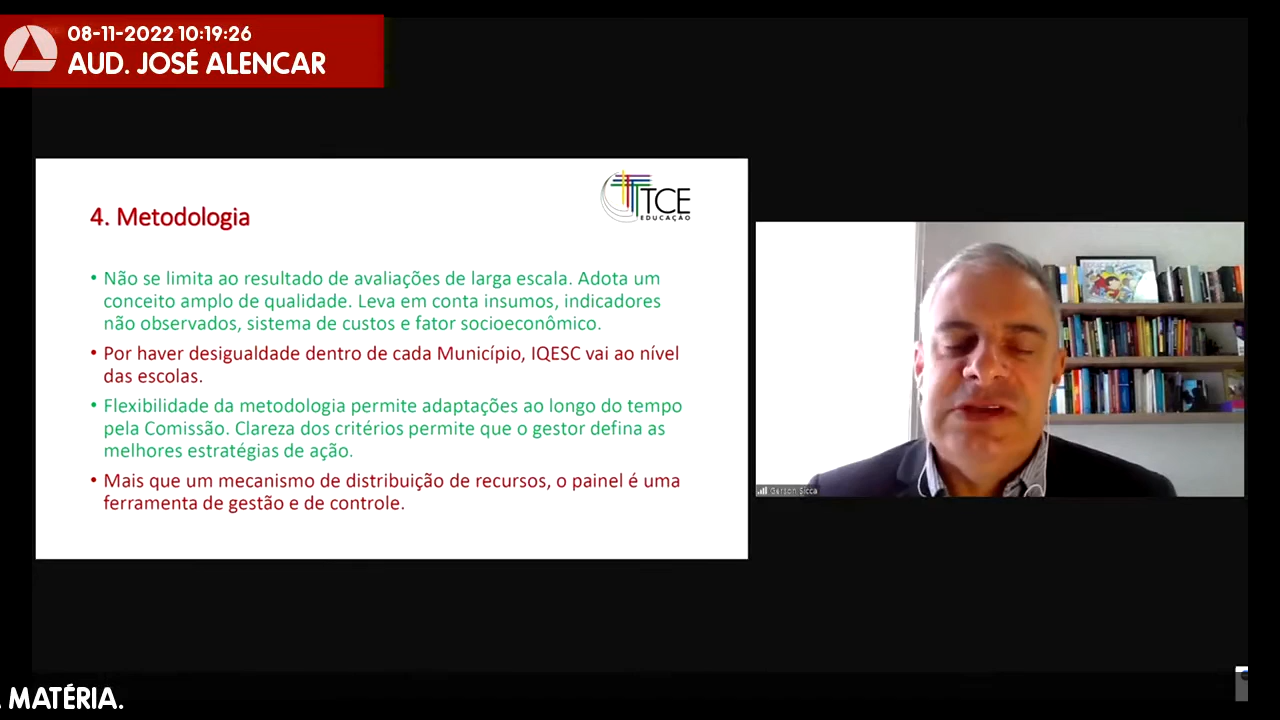 08-11-2022 10:19:26
AUD. JOSÉ ALENCAR
TCE
EDUCAÇÃO
4. Metodologia
• Não se limita ao resultado de avaliações de larga escala. Adota um
conceito amplo de qualidade. Leva em conta insumos, indicadores
não observados, sistema de custos e fator socioeconômico.
• Por haver desigualdade dentro de cada Município, IQESC vai ao nível
das escolas.
• Flexibilidade da metodologia permite adaptações ao longo do tempo
pela Comissão. Clareza dos critérios permite que o gestor defina as
melhores estratégias de ação.
• Mais que um mecanismo de distribuição de recursos, o painel é uma
ferramenta de gestão e de controle.
Gerson Sicca
MATÉRIA.